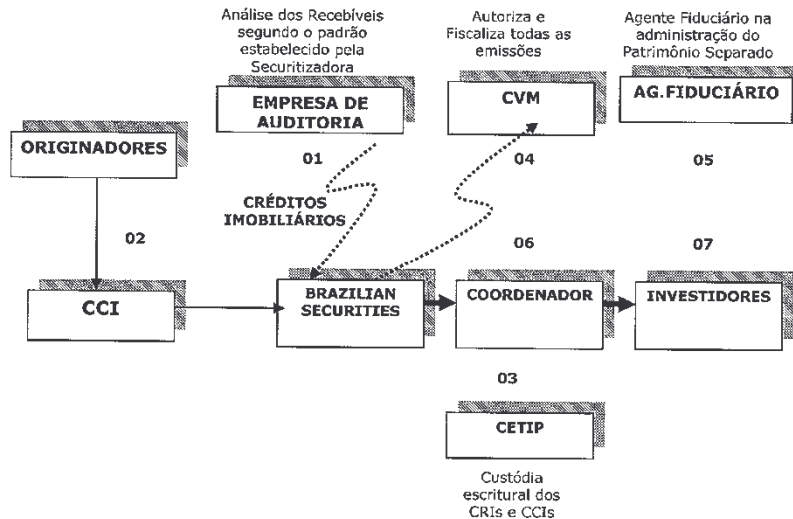 Análise dos Recebíveis
segundo o padrão
estabelecido pela
Securitizadora
Autoriza e
Fiscaliza todas as
emissões
Agente Fiduciário na
administração do
Patrimônio Separado
EMPRESA DE
AUDITORIA
CVM
AG.FIDUCIÁRIO
ORIGINADORES
01
04
05
CRÉDITOS
IMOBILIÁRIOS
02
06
07
CCI
BRAZILIAN
SECURITIES
COORDENADOR
INVESTIDORES
03
CETIP
Custódia
escritural dos
CRIs e CCIs